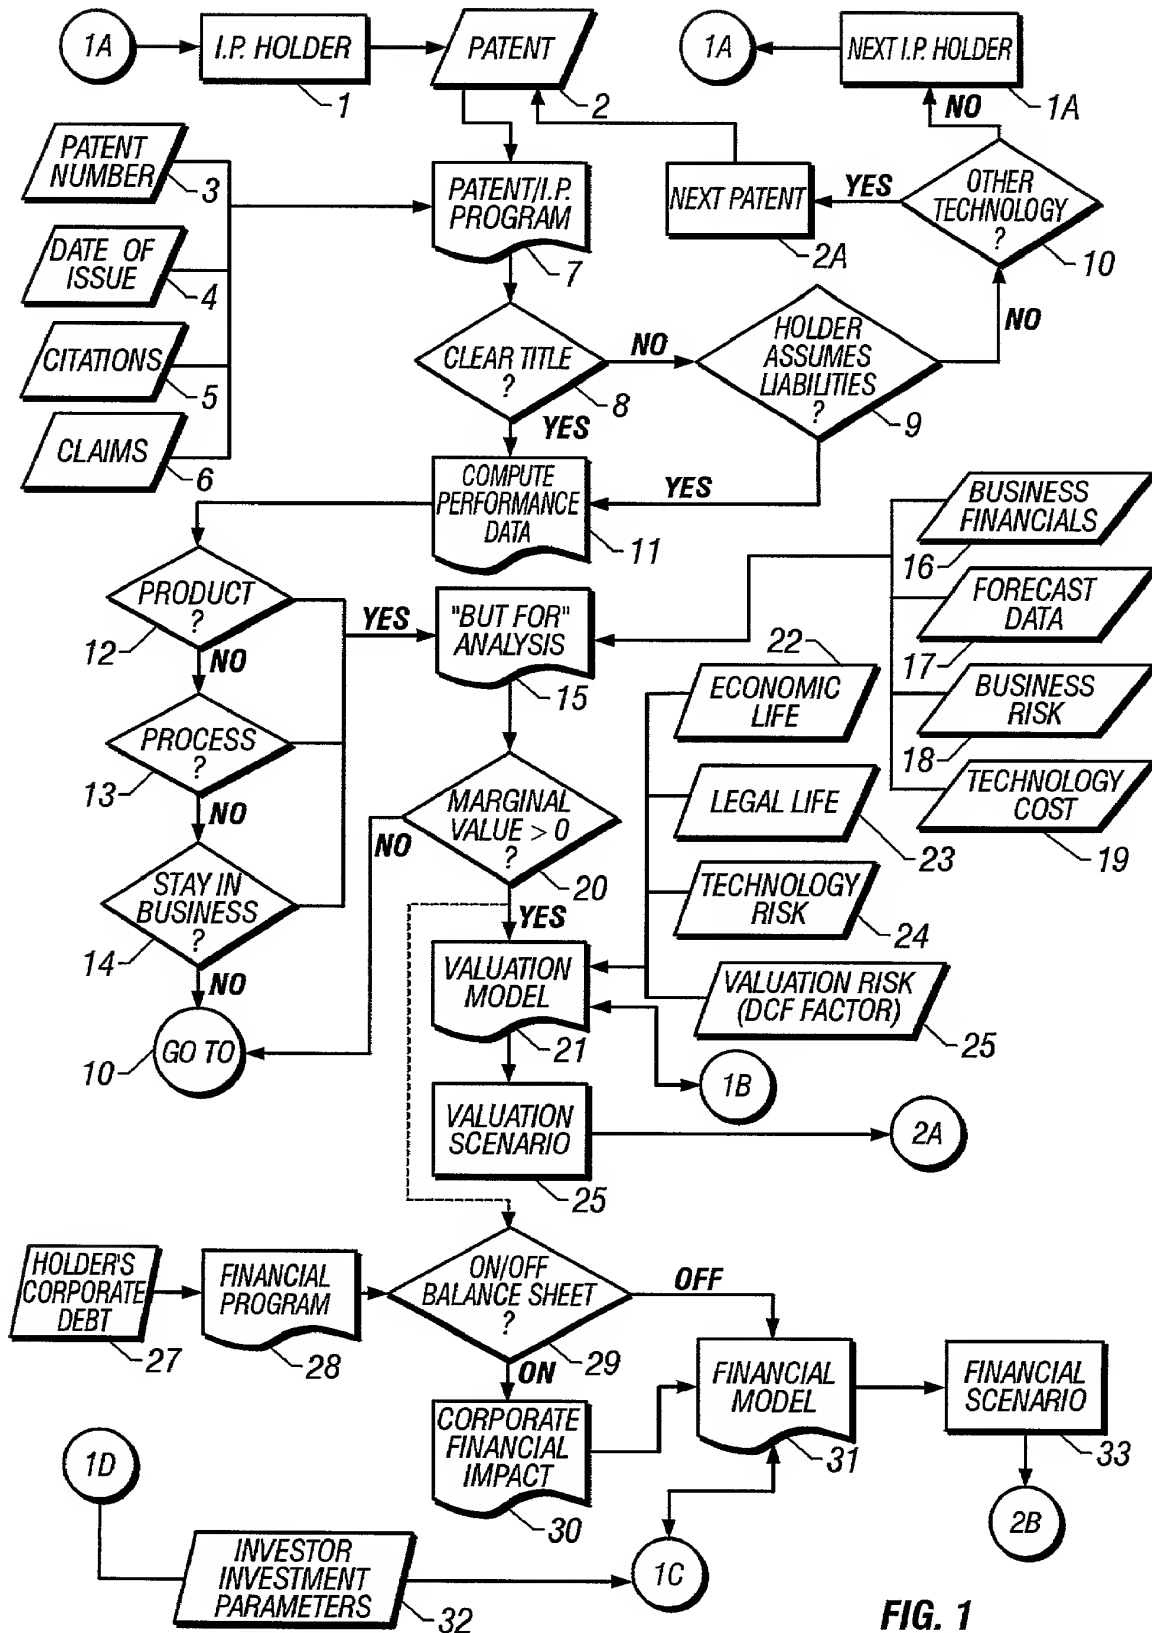 1A
I.P. HOLDER
1
PATENT
2
1A
NEXT I.P. HOLDER
1A
NO
PATENT
NUMBER
3
PATENT/I.P.
PROGRAM
7
NEXT PATENT
2A
YES
OTHER
TECHNOLOGY
?
10
DATE OF
ISSUE
4
NO
CITATIONS
5
CLEAR TITLE
?
8
NO
HOLDER
ASSUMES
LIABILITIES
?
9
YES
CLAIMS
6
COMPUTE
PERFORMANCE
DATA
11
YES
BUSINESS
FINANCIALS
16
PRODUCT
?
12
NO
YES
"BUT FOR"
ANALYSIS
15
FORECAST
DATA
17
22
ECONOMIC
LIFE
BUSINESS
RISK
18
PROCESS
?
13
NO
MARGINAL
VALUE > 0
?
20
NO
YES
LEGAL LIFE
23
TECHNOLOGY
COST
19
STAY IN
BUSINESS
?
14
NO
TECHNOLOGY
RISK
24
VALUATION
MODEL
21
VALUATION RISK
(DCF FACTOR)
25
GO TO
10
1B
VALUATION
SCENARIO
25
2A
HOLDER'S
CORPORATE
DEBT
27
FINANCIAL
PROGRAM
28
ON/OFF
BALANCE SHEET
?
29
OFF
ON
FINANCIAL
MODEL
31
FINANCIAL
SCENARIO
33
CORPORATE
FINANCIAL
IMPACT
30
1D
2B
INVESTOR
INVESTMENT
PARAMETERS
32
1C
FIG. 1